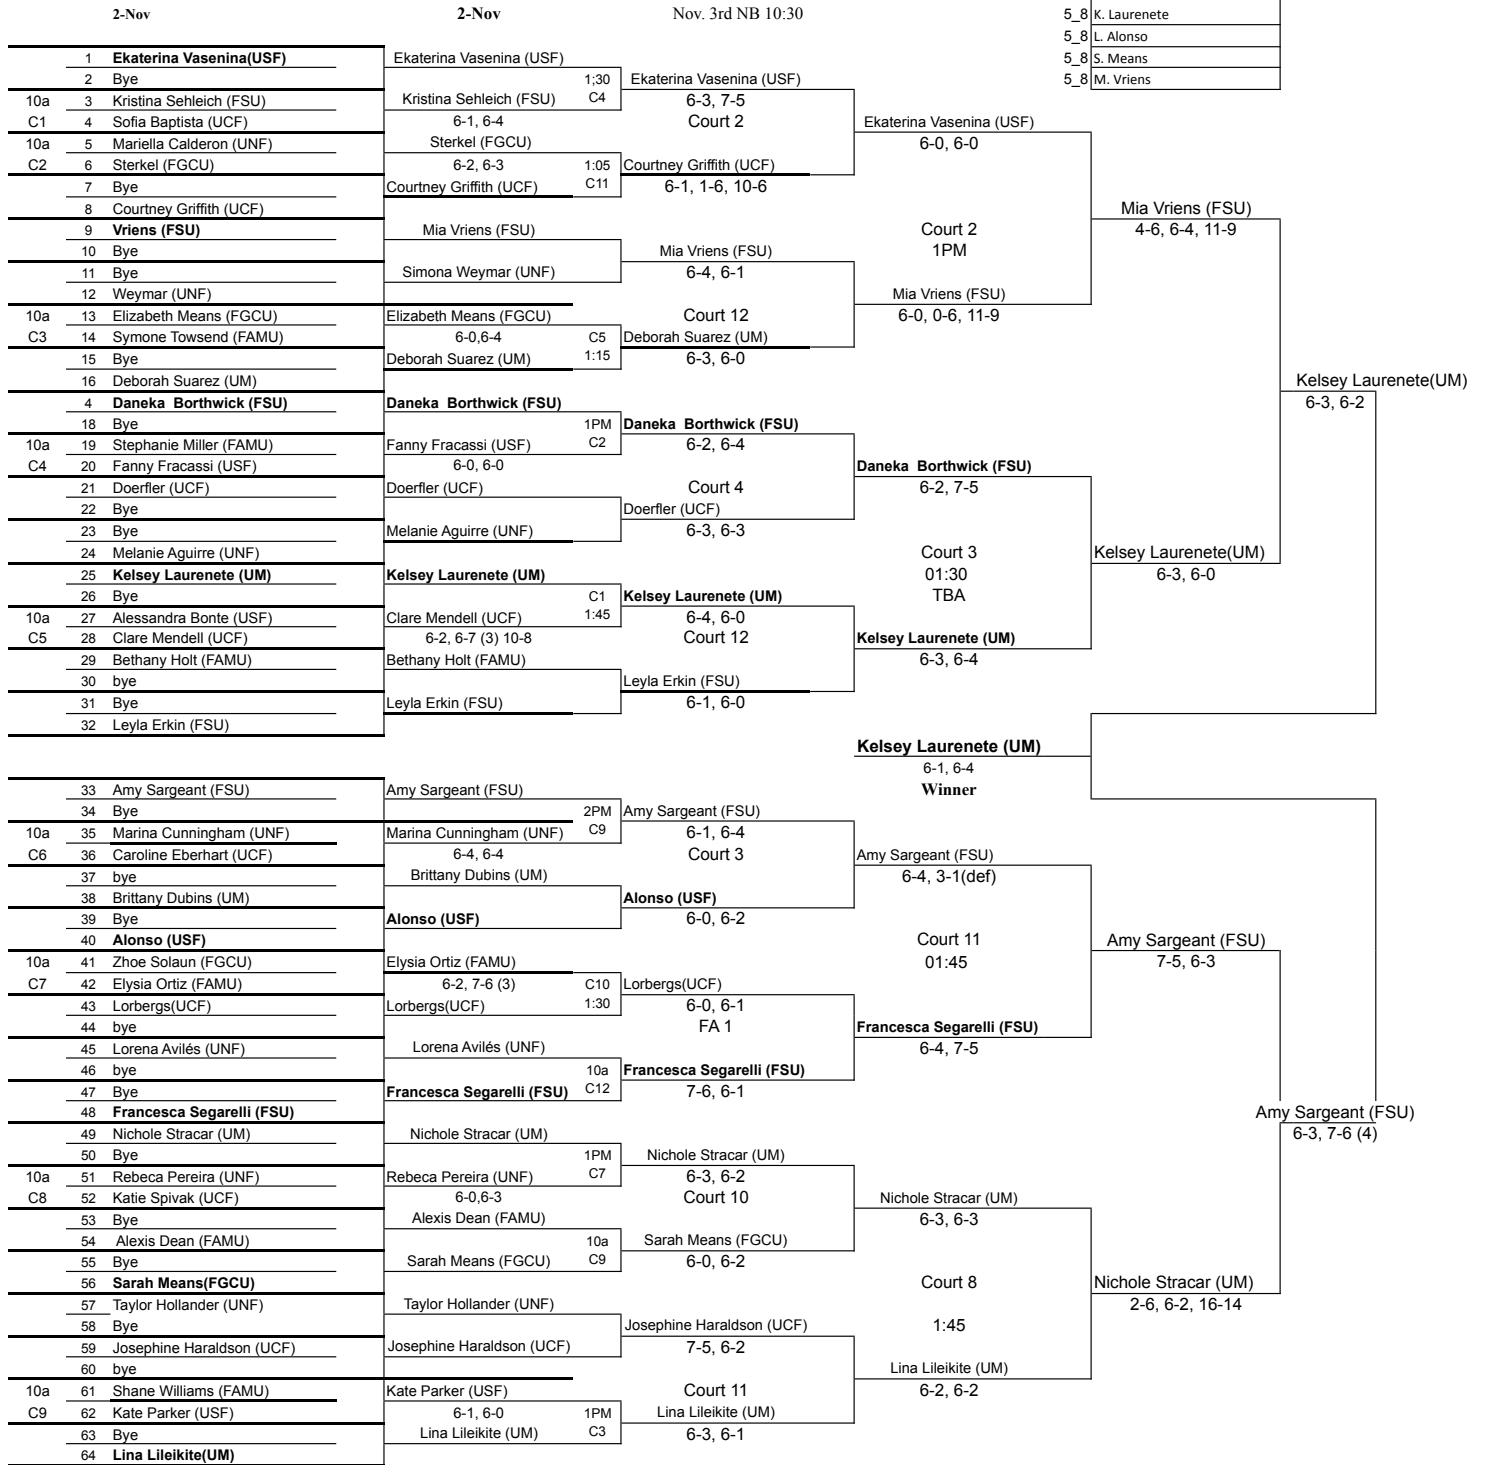 2-Nov 2-Nov Nov. 3rd NB 10:30
5_8 K. Laurenete
5_8 L. Alonso
5_8 S. Means
5_8 M. Vriens
1 Ekaterina Vasenina(USF) Ekaterina Vasenina (USF)
2 Bye 1;30 Ekaterina Vasenina (USF)
10a 3 Kristina Sehleich (FSU) Kristina Sehleich (FSU) C4 6-3, 7-5
C1 4 Sofia Baptista (UCF) 6-1, 6-4 Court 2 Ekaterina Vasenina (USF)
10a 5 Mariella Calderon (UNF) Sterkel (FGCU) 6-0, 6-0
C2 6 Sterkel (FGCU) 6-2, 6-3 1:05 Courtney Griffith (UCF)
7 Bye Courtney Griffith (UCF) C11 6-1, 1-6, 10-6
8 Courtney Griffith (UCF) Mia Vriens (FSU)
9 Vriens (FSU) Mia Vriens (FSU) Court 2 4-6, 6-4, 11-9
10 Bye Mia Vriens (FSU) 1PM
11 Bye Simona Weymar (UNF) 6-4, 6-1
12 Weymar (UNF) Mia Vriens (FSU)
10a 13 Elizabeth Means (FGCU) Elizabeth Means (FGCU) Court 12 6-0, 0-6, 11-9
C3 14 Symone Towsend (FAMU) 6-0,6-4 C5 Deborah Suarez (UM)
15 Bye Deborah Suarez (UM) 1:15 6-3, 6-0
16 Deborah Suarez (UM) Kelsey Laurenete(UM)
4 Daneka Borthwick (FSU) Daneka Borthwick (FSU) 6-3, 6-2
18 Bye 1PM Daneka Borthwick (FSU)
10a 19 Stephanie Miller (FAMU) Fanny Fracassi (USF) C2 6-2, 6-4
C4 20 Fanny Fracassi (USF) 6-0, 6-0 Daneka Borthwick (FSU)
21 Doerfler (UCF) Doerfler (UCF) Court 4 6-2, 7-5
22 Bye Doerfler (UCF)
23 Bye Melanie Aguirre (UNF) 6-3, 6-3
24 Melanie Aguirre (UNF) Court 3 Kelsey Laurenete(UM)
25 Kelsey Laurenete (UM) Kelsey Laurenete (UM) 01:30 6-3, 6-0
26 Bye C1 Kelsey Laurenete (UM) TBA
10a 27 Alessandra Bonte (USF) Clare Mendell (UCF) 1:45 6-4, 6-0
C5 28 Clare Mendell (UCF) 6-2, 6-7 (3) 10-8 Court 12 Kelsey Laurenete (UM)
29 Bethany Holt (FAMU) Bethany Holt (FAMU) 6-3, 6-4
30 bye Leyla Erkin (FSU)
31 Bye Leyla Erkin (FSU) 6-1, 6-0
32 Leyla Erkin (FSU)
Kelsey Laurenete (UM)
6-1, 6-4
33 Amy Sargeant (FSU) Amy Sargeant (FSU) Winner
34 Bye 2PM Amy Sargeant (FSU)
10a 35 Marina Cunningham (UNF) Marina Cunningham (UNF) C9 6-1, 6-4
C6 36 Caroline Eberhart (UCF) 6-4, 6-4 Court 3 Amy Sargeant (FSU)
37 bye Brittany Dubins (UM) 6-4, 3-1(def)
38 Brittany Dubins (UM) Alonso (USF)
39 Bye Alonso (USF) 6-0, 6-2
40 Alonso (USF) Court 11 Amy Sargeant (FSU)
10a 41 Zhoe Solaun (FGCU) Elysia Ortiz (FAMU) 01:45 7-5, 6-3
C7 42 Elysia Ortiz (FAMU) 6-2, 7-6 (3) C10 Lorbergs(UCF)
43 Lorbergs(UCF) Lorbergs(UCF) 1:30 6-0, 6-1
44 bye FA 1 Francesca Segarelli (FSU)
45 Lorena Avilés (UNF) Lorena Avilés (UNF) 6-4, 7-5
46 bye 10a Francesca Segarelli (FSU)
47 Bye Francesca Segarelli (FSU) C12 7-6, 6-1
48 Francesca Segarelli (FSU) Amy Sargeant (FSU)
49 Nichole Stracar (UM) Nichole Stracar (UM) 6-3, 7-6 (4)
50 Bye 1PM Nichole Stracar (UM)
10a 51 Rebeca Pereira (UNF) Rebeca Pereira (UNF) C7 6-3, 6-2
C8 52 Katie Spivak (UCF) 6-0,6-3 Court 10 Nichole Stracar (UM)
53 Bye Alexis Dean (FAMU) 6-3, 6-3
54 Alexis Dean (FAMU) 10a Sarah Means (FGCU)
55 Bye Sarah Means (FGCU) C9 6-0, 6-2
56 Sarah Means(FGCU) Court 8 Nichole Stracar (UM)
57 Taylor Hollander (UNF) Taylor Hollander (UNF) 2-6, 6-2, 16-14
58 Bye Josephine Haraldson (UCF) 1:45
59 Josephine Haraldson (UCF) Josephine Haraldson (UCF) 7-5, 6-2
60 bye Lina Lileikite (UM)
10a 61 Shane Williams (FAMU) Kate Parker (USF) Court 11 6-2, 6-2
C9 62 Kate Parker (USF) 6-1, 6-0 1PM Lina Lileikite (UM)
63 Bye Lina Lileikite (UM) C3 6-3, 6-1
64 Lina Lileikite(UM)